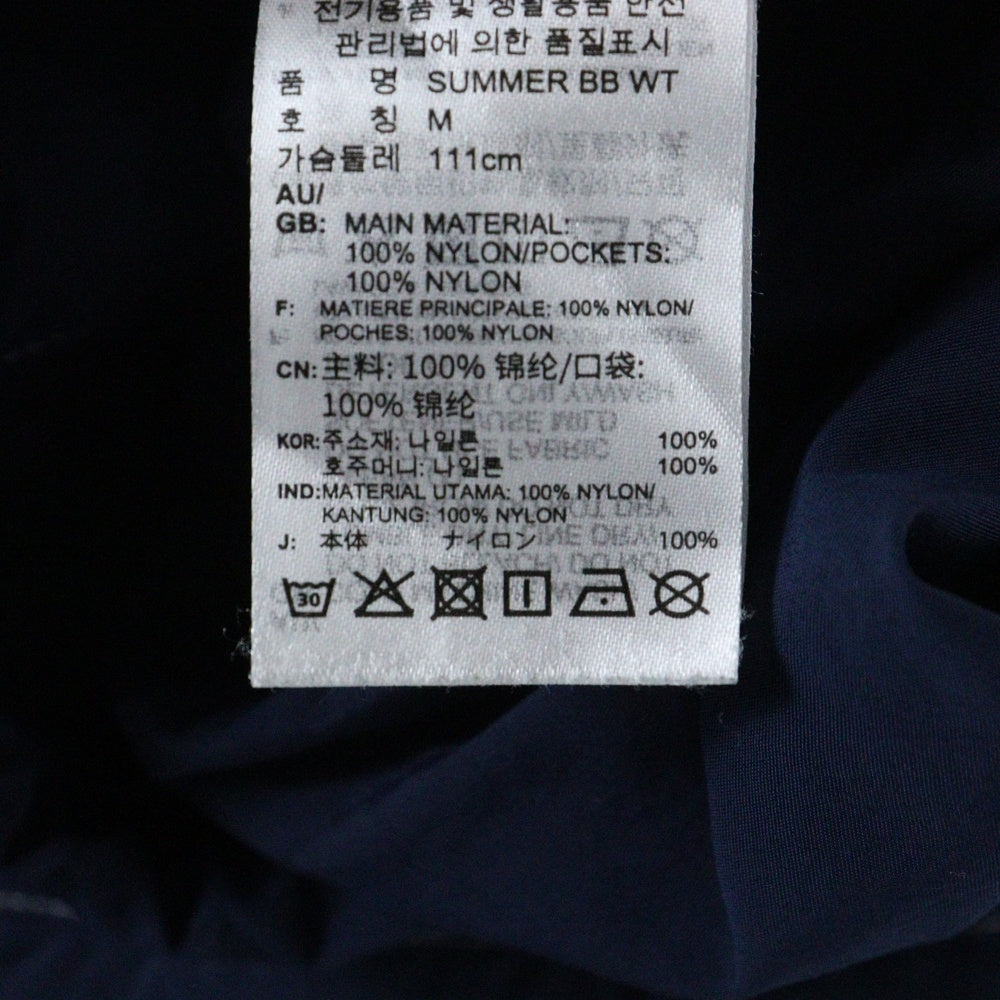 전기용품 및 생활용품 안전
관리법에 의한 품질표시
품 명 SUMMER BB WT
호 칭 M
가슴둘레 111cm
AU/
GB: MAIN MATERIAL:
100% NYLON/POCKETS:
100% NYLON
F: MATIERE PRINCIPALE: 100% NYLON/
POCHES: 100% NYLON
CN: 主料: 100% 锦纶/口袋:
100% 锦纶
KOR: 주소재: 나일론 100%
호주머니: 나일론 100%
IND: MATERIAL UTAMA: 100% NYLON/
KANTUNG: 100% NYLON
J: 本体 ナイロン 100%
30